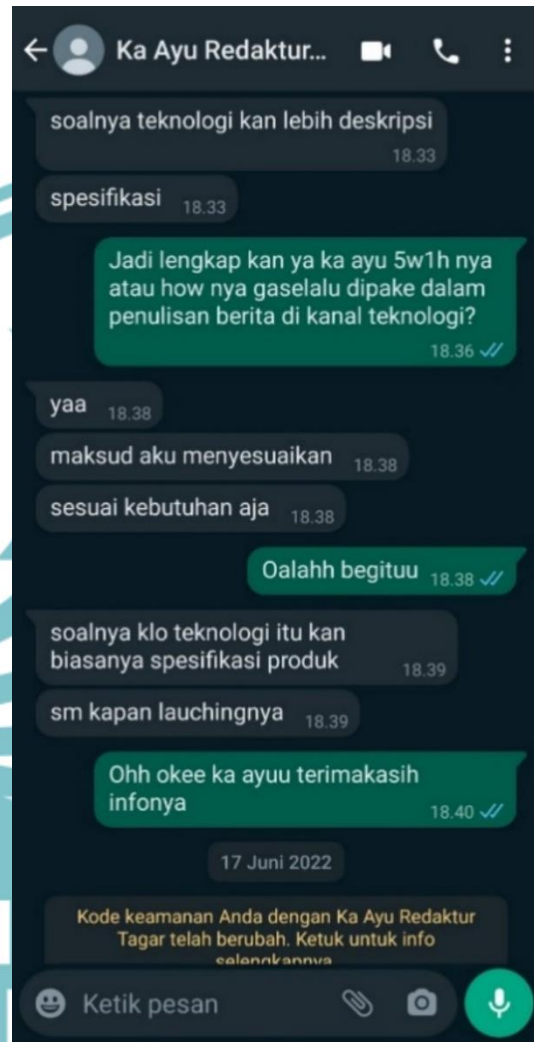 Ka Ayu Redaktur...
soalnya teknologi kan lebih deskripsi
18.33
spesifikasi 18.33
Jadi lengkap kan ya ka ayu 5w1h nya
atau how nya gaselalu dipake dalam
penulisan berita di kanal teknologi?
18.36
yaa 18.38
maksud aku menyesuaikan 18.38
sesuai kebutuhan aja 18.38
Oalahh begituu 18.38
soalnya klo teknologi itu kan
biasanya spesifikasi produk 18.39
sm kapan lauchingnya 18.39
Ohh okee ka ayuu terimakasih
infonya 18.40
17 Juni 2022
Kode keamanan Anda dengan Ka Ayu Redaktur
Tagar telah berubah. Ketuk untuk info
selengkapnya
Ketik pesan